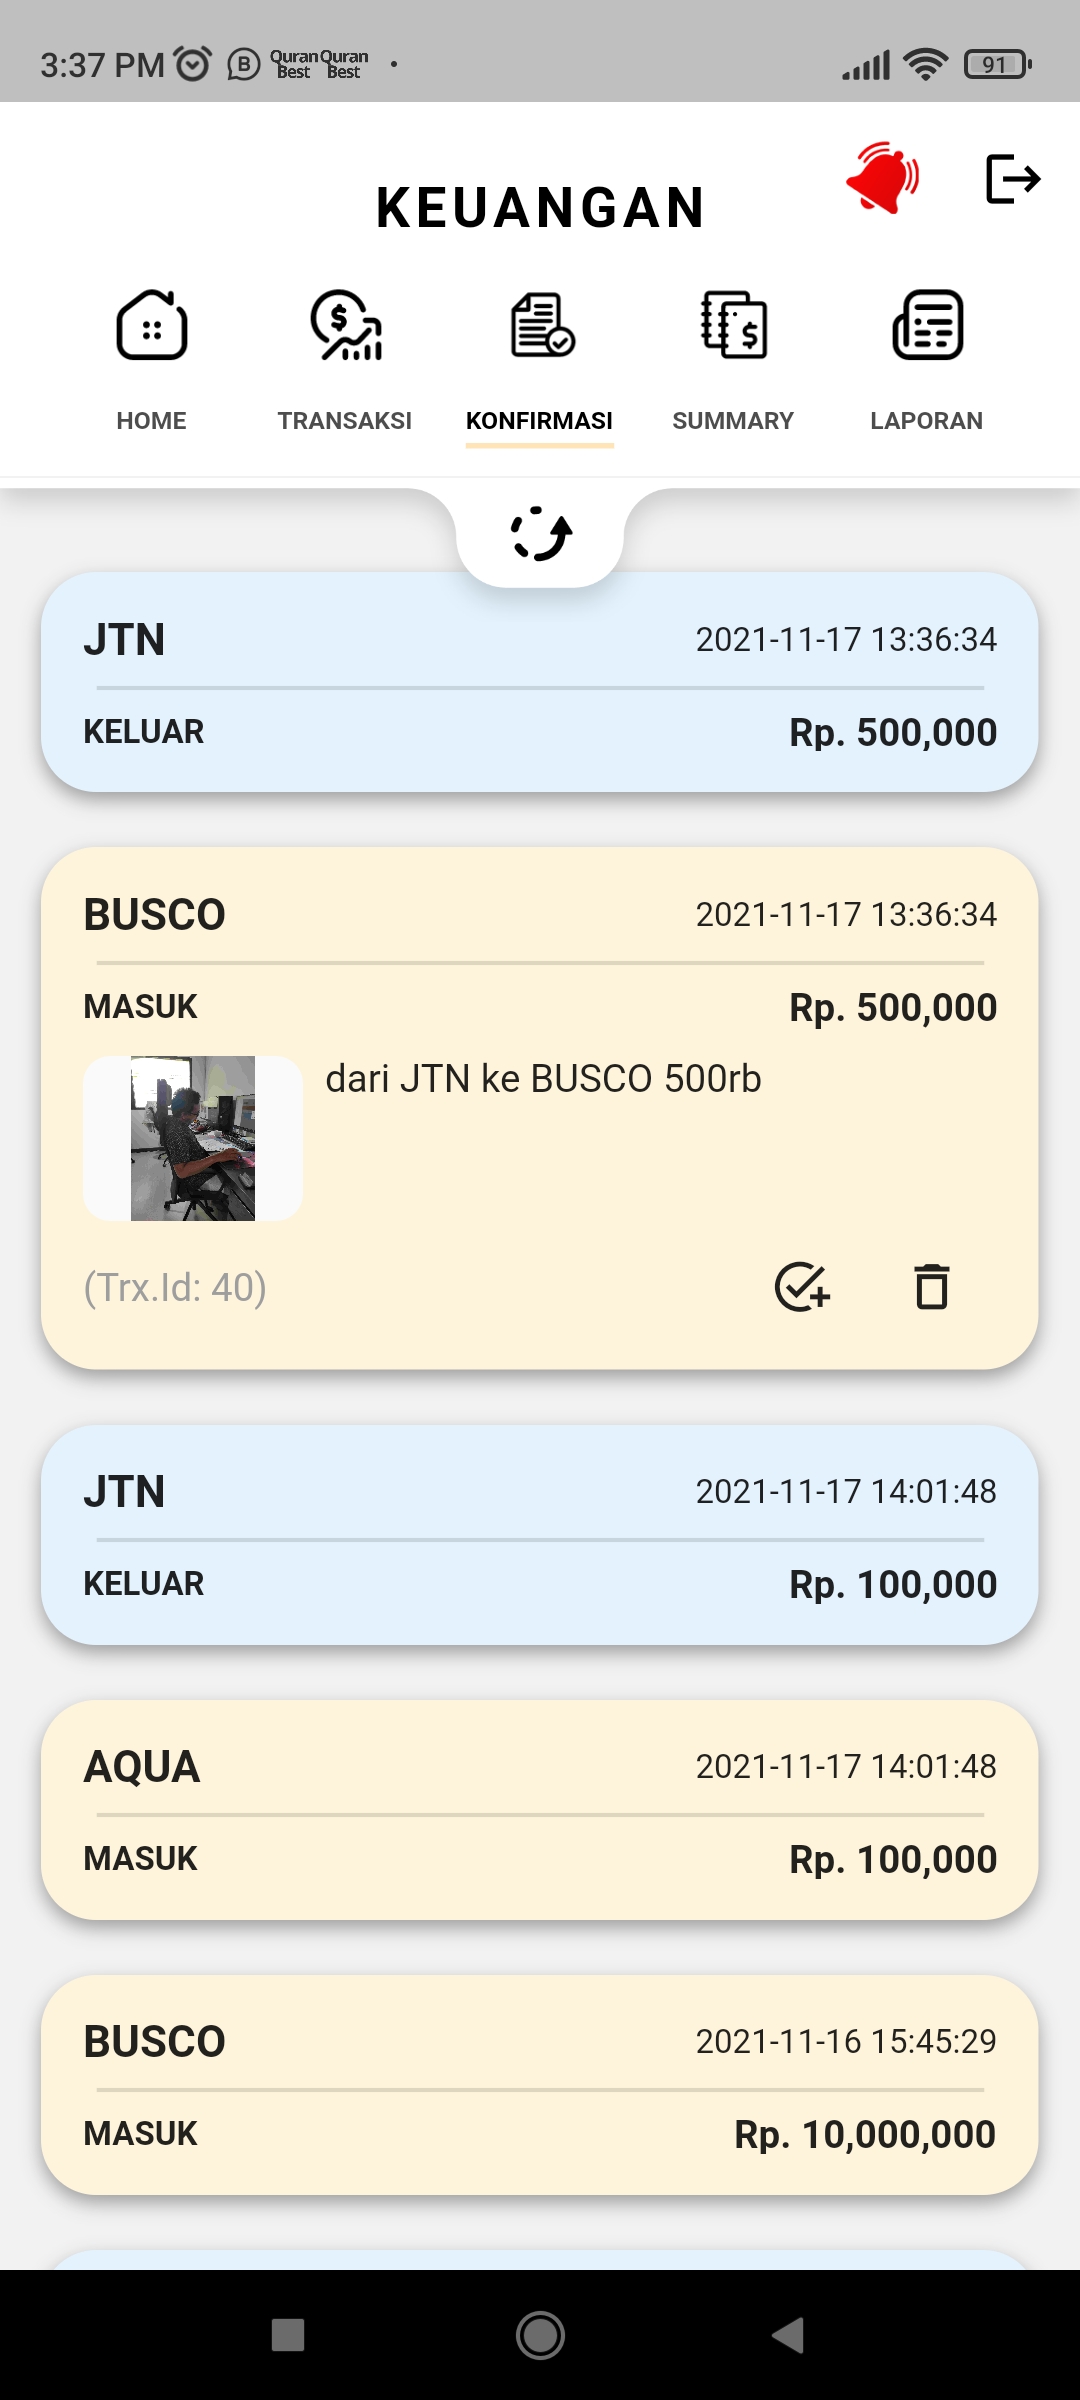 3:37 PM B Quran Best Quran Best 91
KEUANGAN
HOME TRANSAKSI KONFIRMASI SUMMARY LAPORAN
JTN 2021-11-17 13:36:34
KELUAR Rp. 500,000
BUSCO 2021-11-17 13:36:34
MASUK Rp. 500,000
dari JTN ke BUSCO 500rb
(Trx.Id: 40)
JTN 2021-11-17 14:01:48
KELUAR Rp. 100,000
AQUA 2021-11-17 14:01:48
MASUK Rp. 100,000
BUSCO 2021-11-16 15:45:29
MASUK Rp. 10,000,000